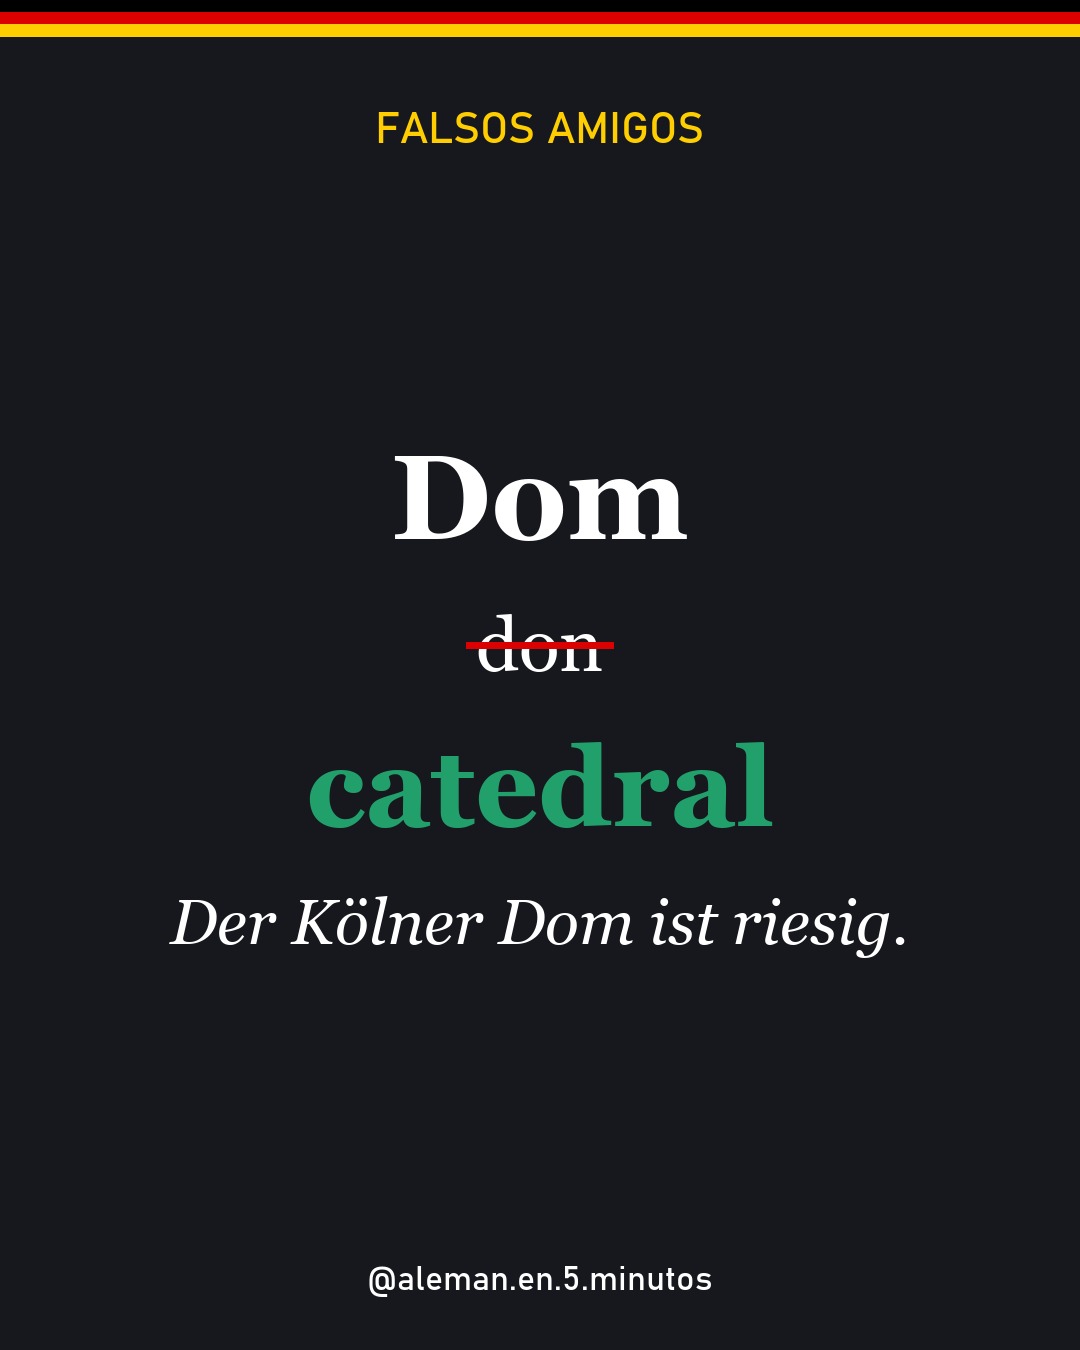 FALSOS AMIGOS
Dom
don
catedral
Der Kölner Dom ist riesig.
@aleman.en.5.minutos